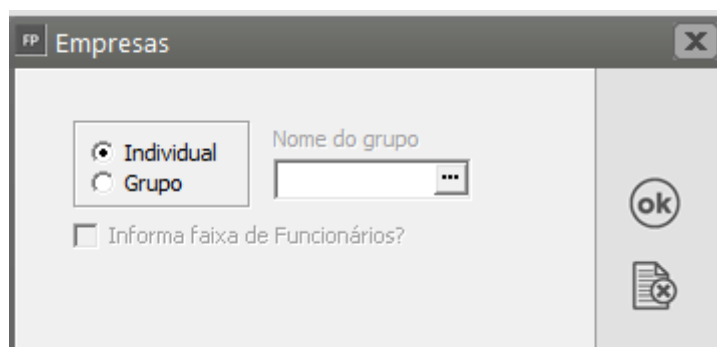 FP Empresas
Individual
Nome do grupo
Grupo
...
Informa faixa de Funcionários?
ok